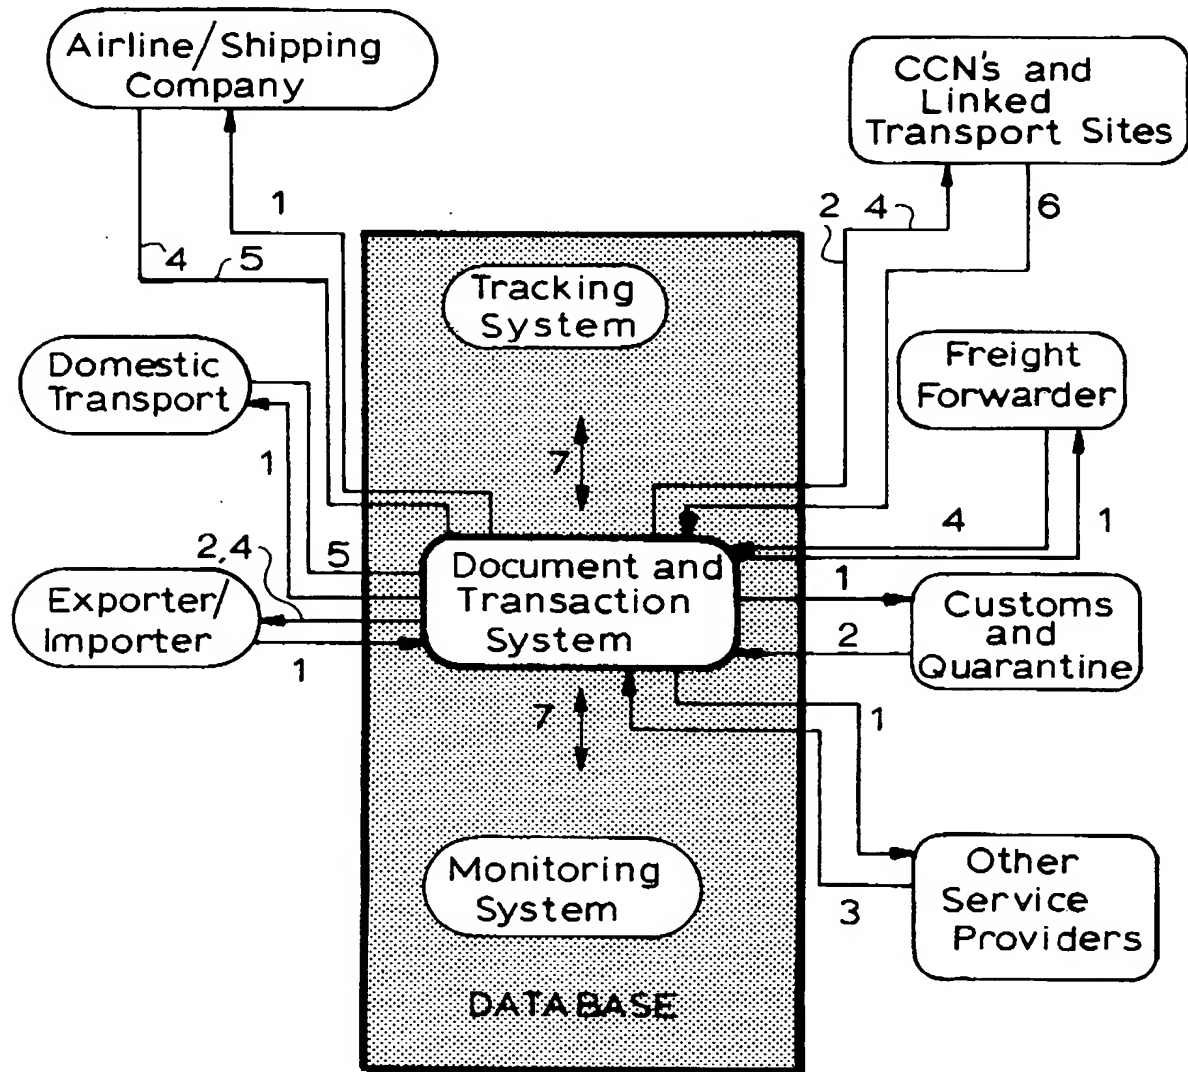 Airline/Shipping
Company
CCN's and
Linked
Transport Sites
1
2 4
6
4
5
Tracking
System
Domestic
Transport
Freight
Forwarder
1
7
4
1
2,4
5
Document and
Transaction
System
1
Exporter/
Importer
Customs
and
Quarantine
1
2
7
1
Monitoring
System
Other
Service
Providers
3
DATABASE